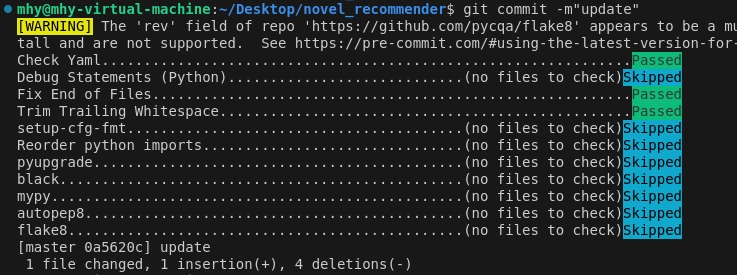 mhy@mhy-virtual-machine:~/Desktop/novel_recommender$ git commit -m"update"
[WARNING] The 'rev' field of repo 'https://github.com/pycqa/flake8' appears to be a mu
tall and are not supported.  See https://pre-commit.com/#using-the-latest-version-for-
Check Yaml...............................................................Passed
Debug Statements (Python)............................(no files to check)Skipped
Fix End of Files.........................................................Passed
Trim Trailing Whitespace.................................................Passed
setup-cfg-fmt........................................(no files to check)Skipped
Reorder python imports...............................(no files to check)Skipped
pyupgrade............................................(no files to check)Skipped
black................................................(no files to check)Skipped
mypy.................................................(no files to check)Skipped
autopep8.............................................(no files to check)Skipped
flake8...............................................(no files to check)Skipped
[master 0a5620c] update
 1 file changed, 1 insertion(+), 4 deletions(-)